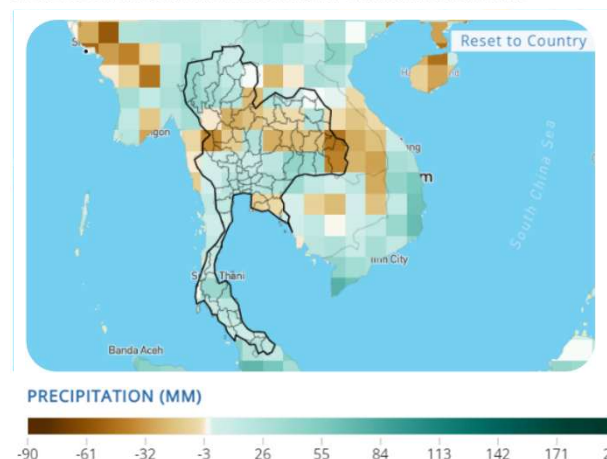 Reset to Country
South China Sea
Banda Aceh
PRECIPITATION (MM)
-90 -61 -32 -3 26 55 84 113 142 171